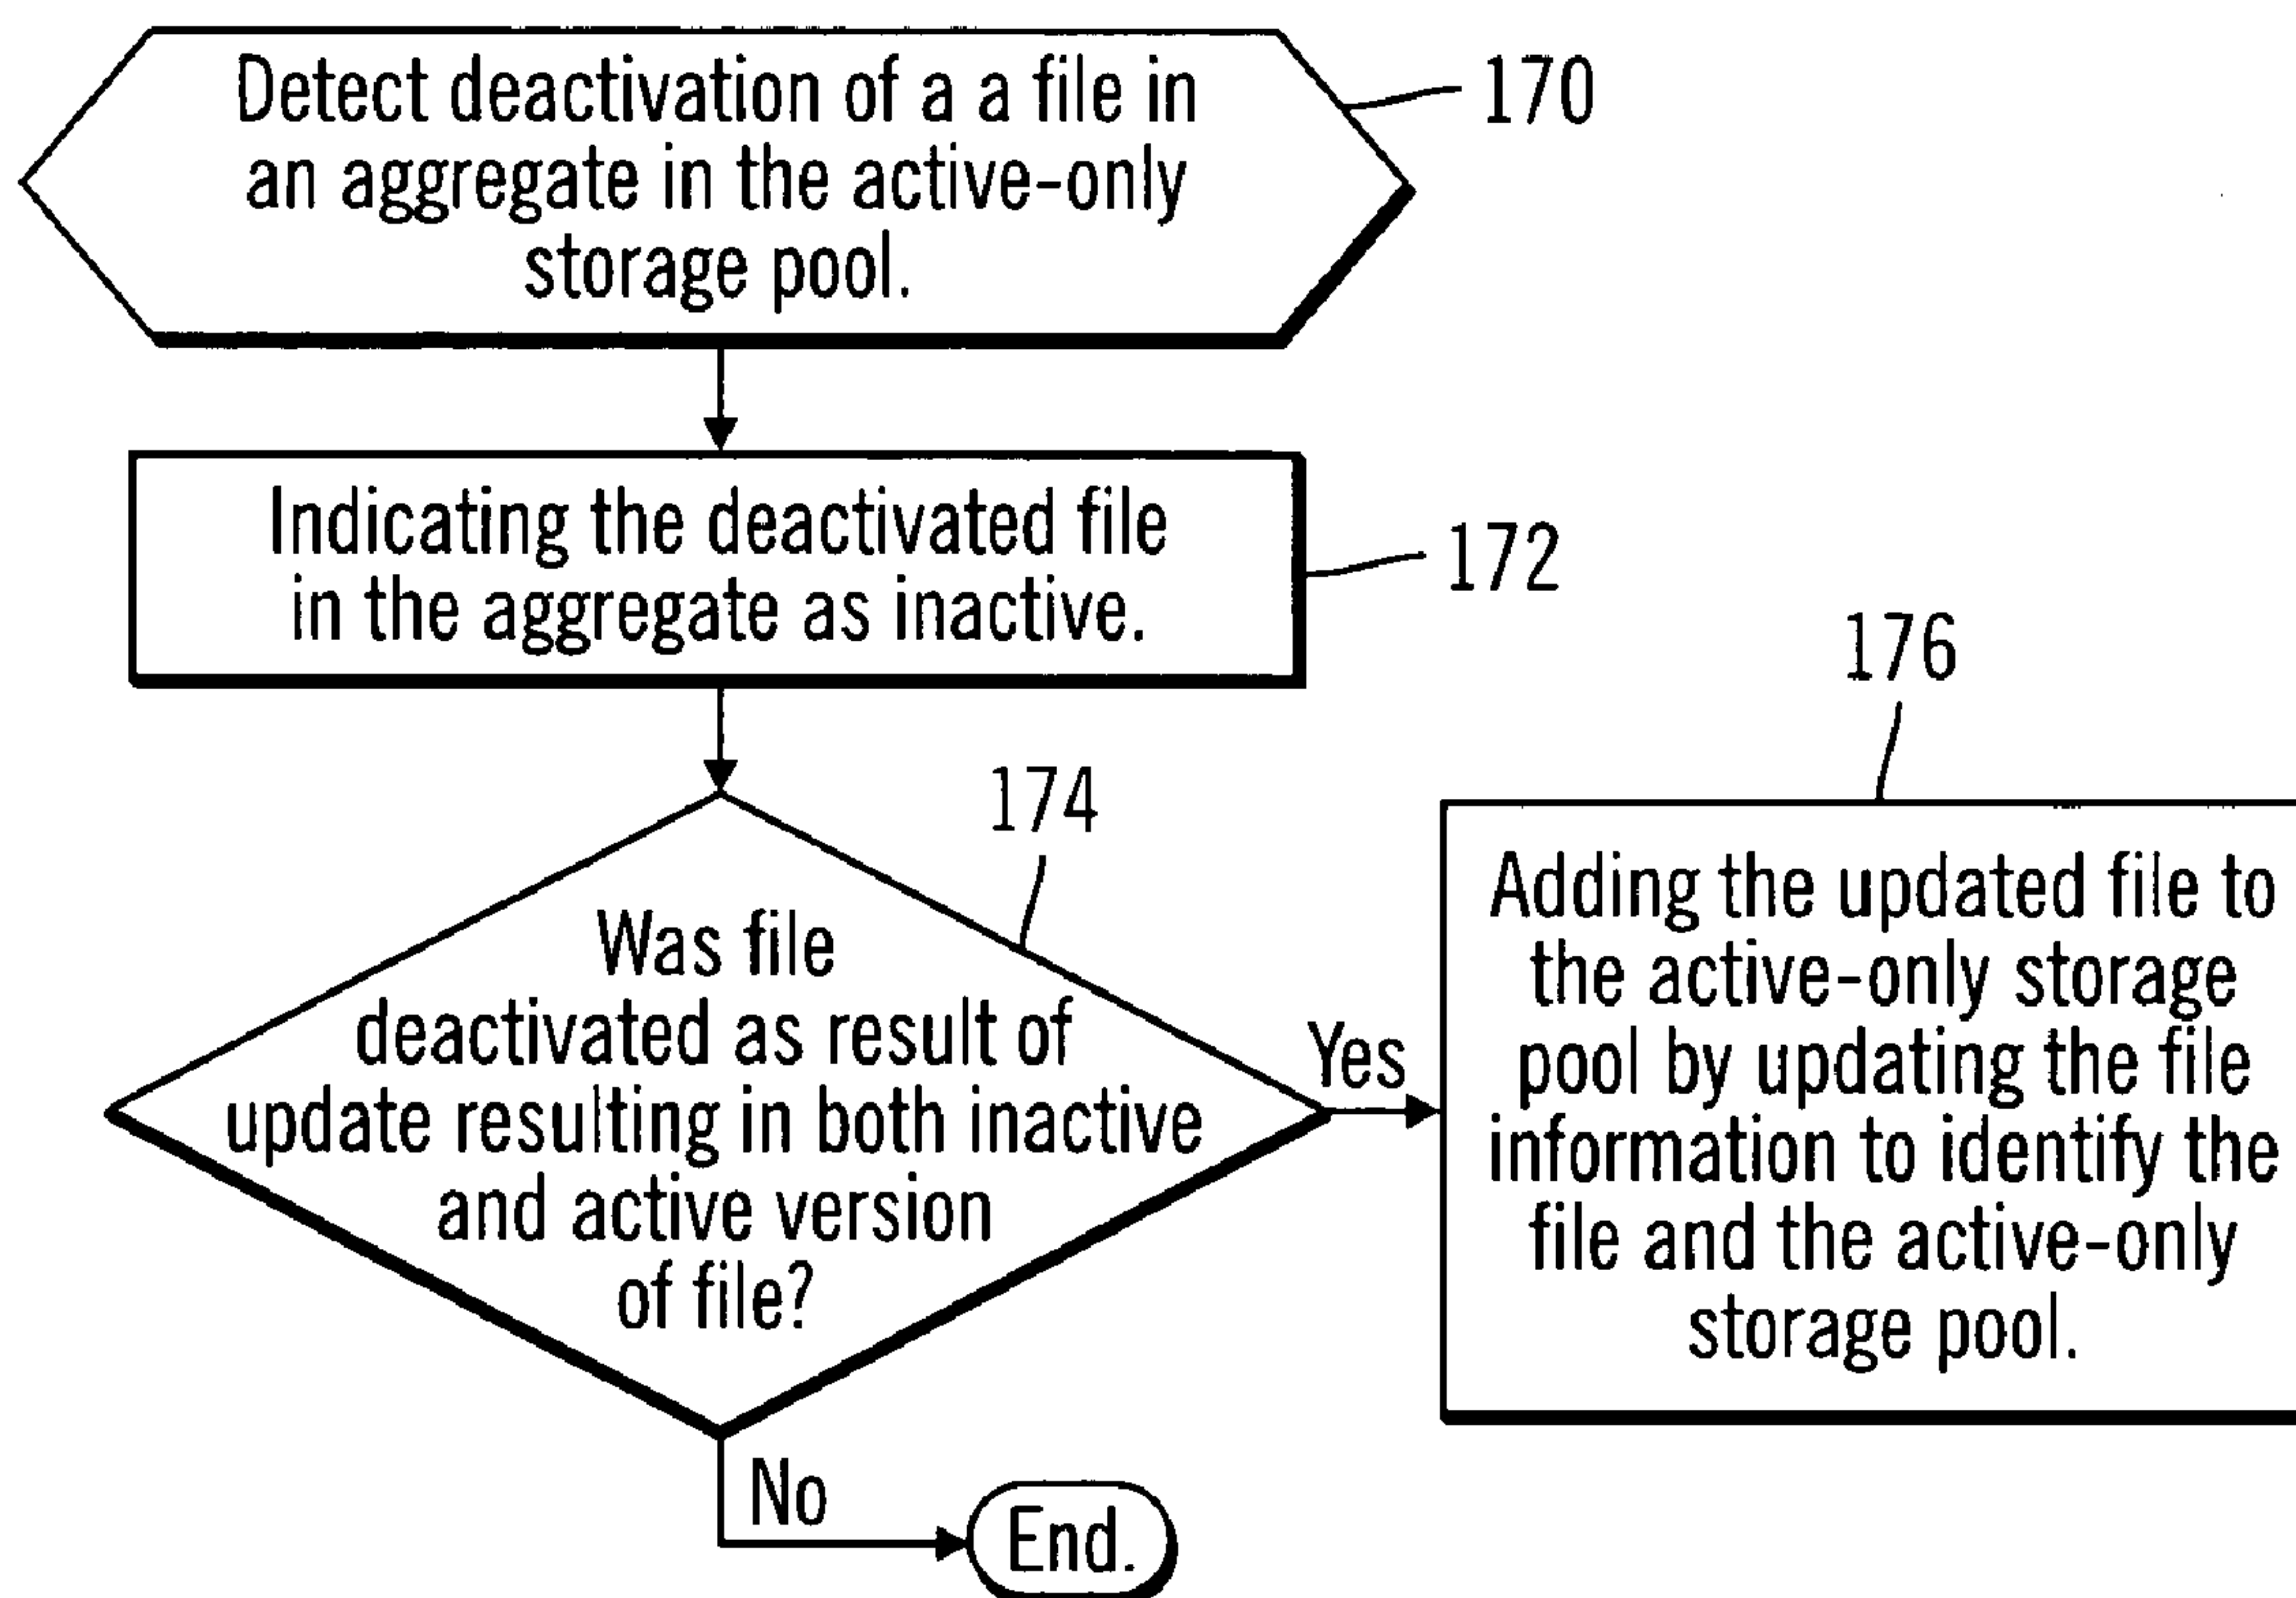 Detect deactivation of a a file in
an aggregate in the active-only
storage pool.
170
Indicating the deactivated file
in the aggregate as inactive.
172
174
Was file
deactivated as result of
update resulting in both inactive
and active version
of file?
Yes
No
End.
176
Adding the updated file to
the active-only storage
pool by updating the file
information to identify the
file and the active-only
storage pool.